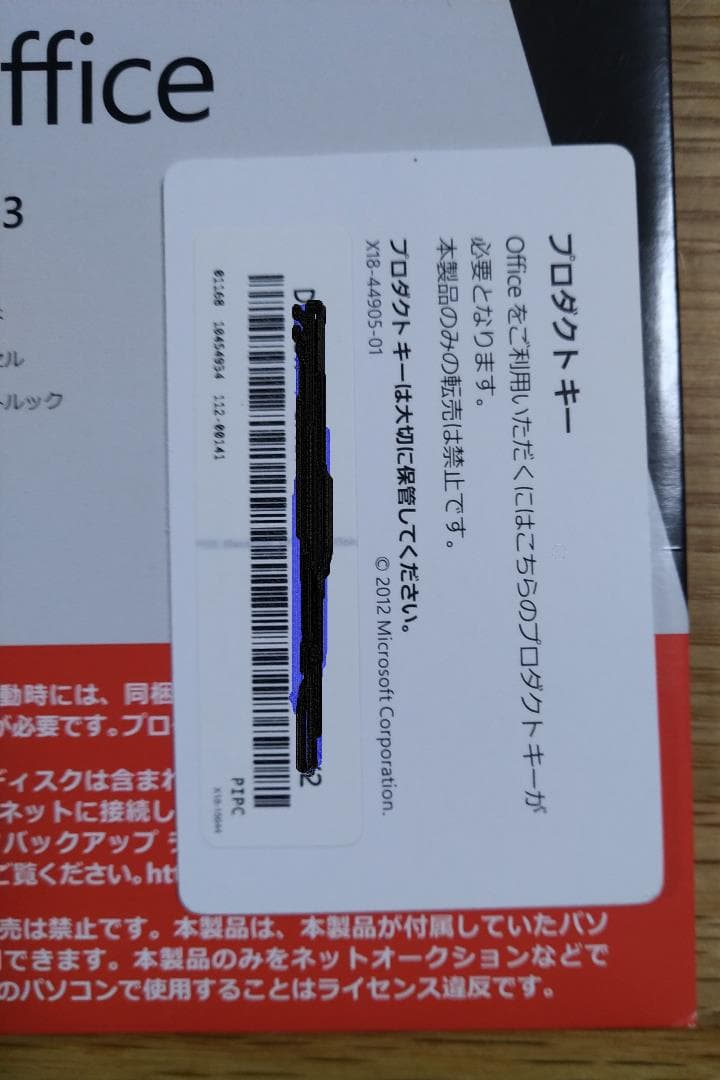 ffice
3
ル
ルック
プロダクト キー
Office をご利用いただくにはこちらのプロダクト キーが
必要となります。
本製品のみの転売は禁止です。
プロダクト キーは大切に保管してください。
X18-44905-01
© 2012 Microsoft Corporation.
D
2
01168 10454954 112-00141
PIPC
動時には、同梱
が必要です。プロ
ディスクは含まれ
ネットに接続し
バックアップ
ご覧ください。htt
売は禁止です。本製品は、本製品が付属していたパソ
できます。本製品のみをネットオークションなどで
のパソコンで使用することはライセンス違反です。